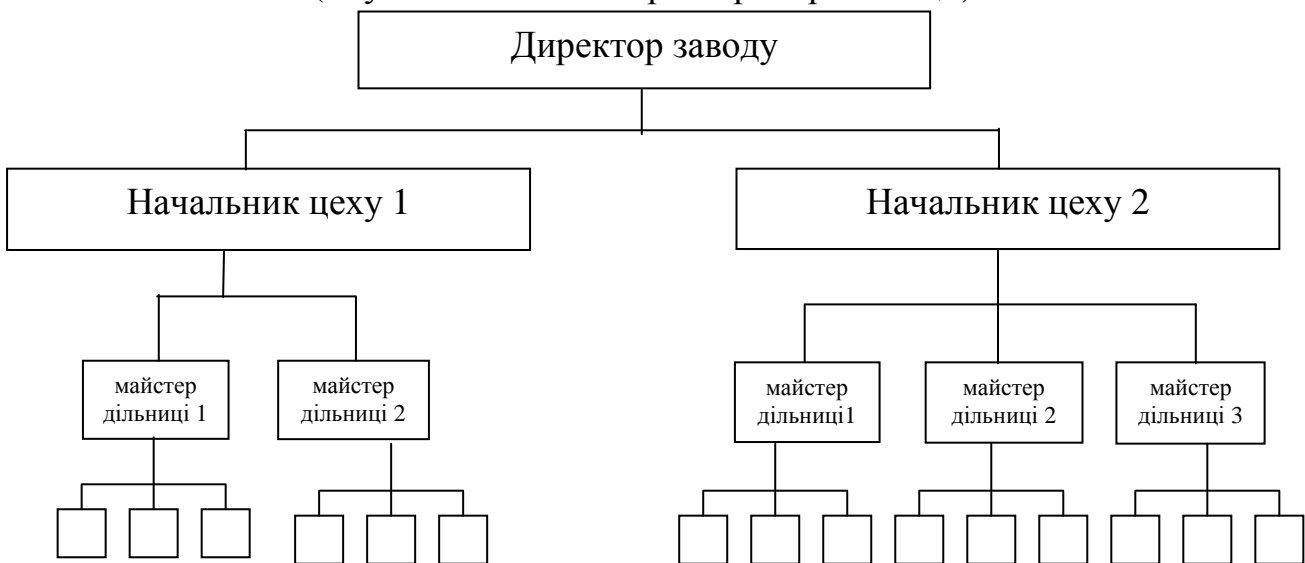 Директор заводу
Начальник цеху 1
Начальник цеху 2
майстер
дільниці 1
майстер
дільниці 2
майстер
дільниці1
майстер
дільниці 2
майстер
дільниці 3